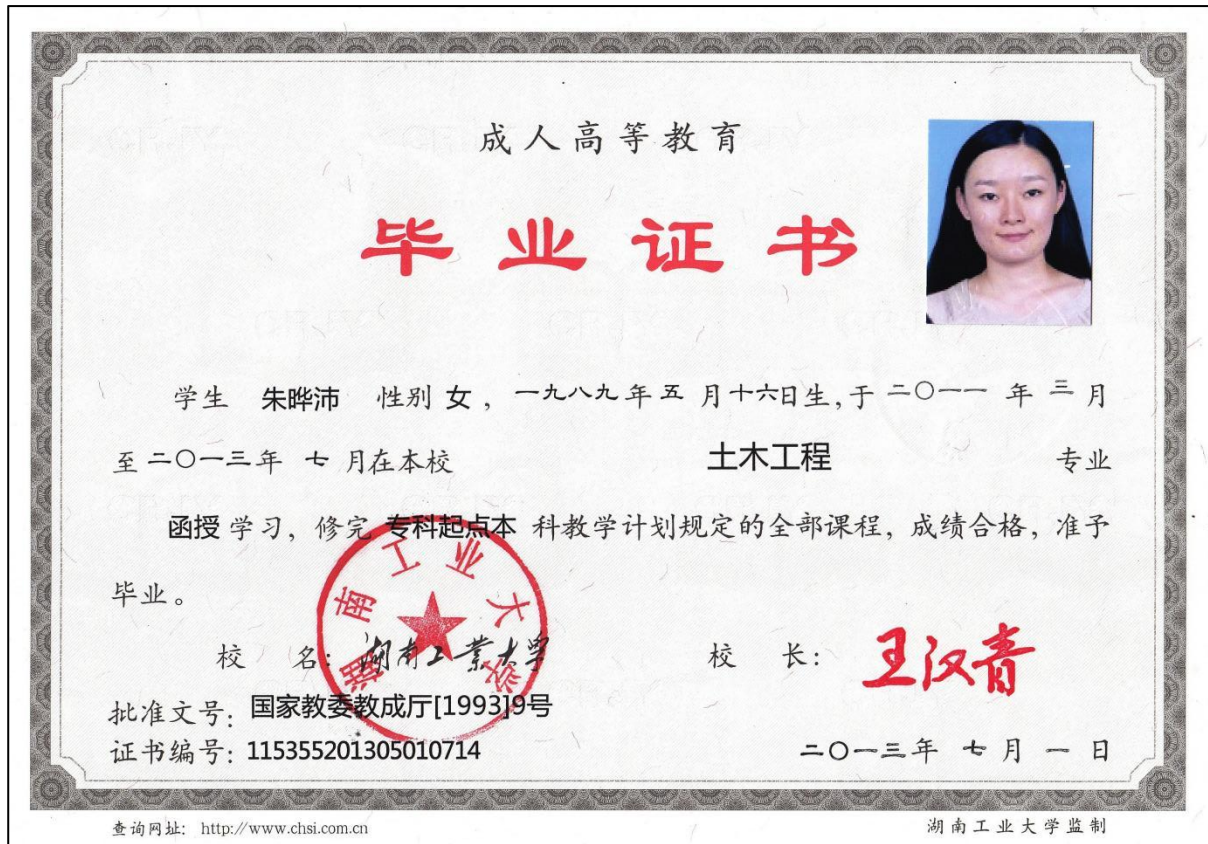 成人高等教育
毕业证书
学生 朱晔沛 性别 女，一九八九年 五 月十六日生，于 二〇一一 年 三 月
至 二〇一三年 七 月在本校 土木工程 专业
函授 学习，修完 专科起点本 科教学计划规定的全部课程，成绩合格，准予
毕业。
湖南工业大学
校 名：湖南工业大学 校 长：王汉青
批准文号：国家教委教成厅[1993]9号
证书编号：115355201305010714 二〇一三年 七 月 一 日
查询网址：http://www.chsi.com.cn 湖南工业大学监制